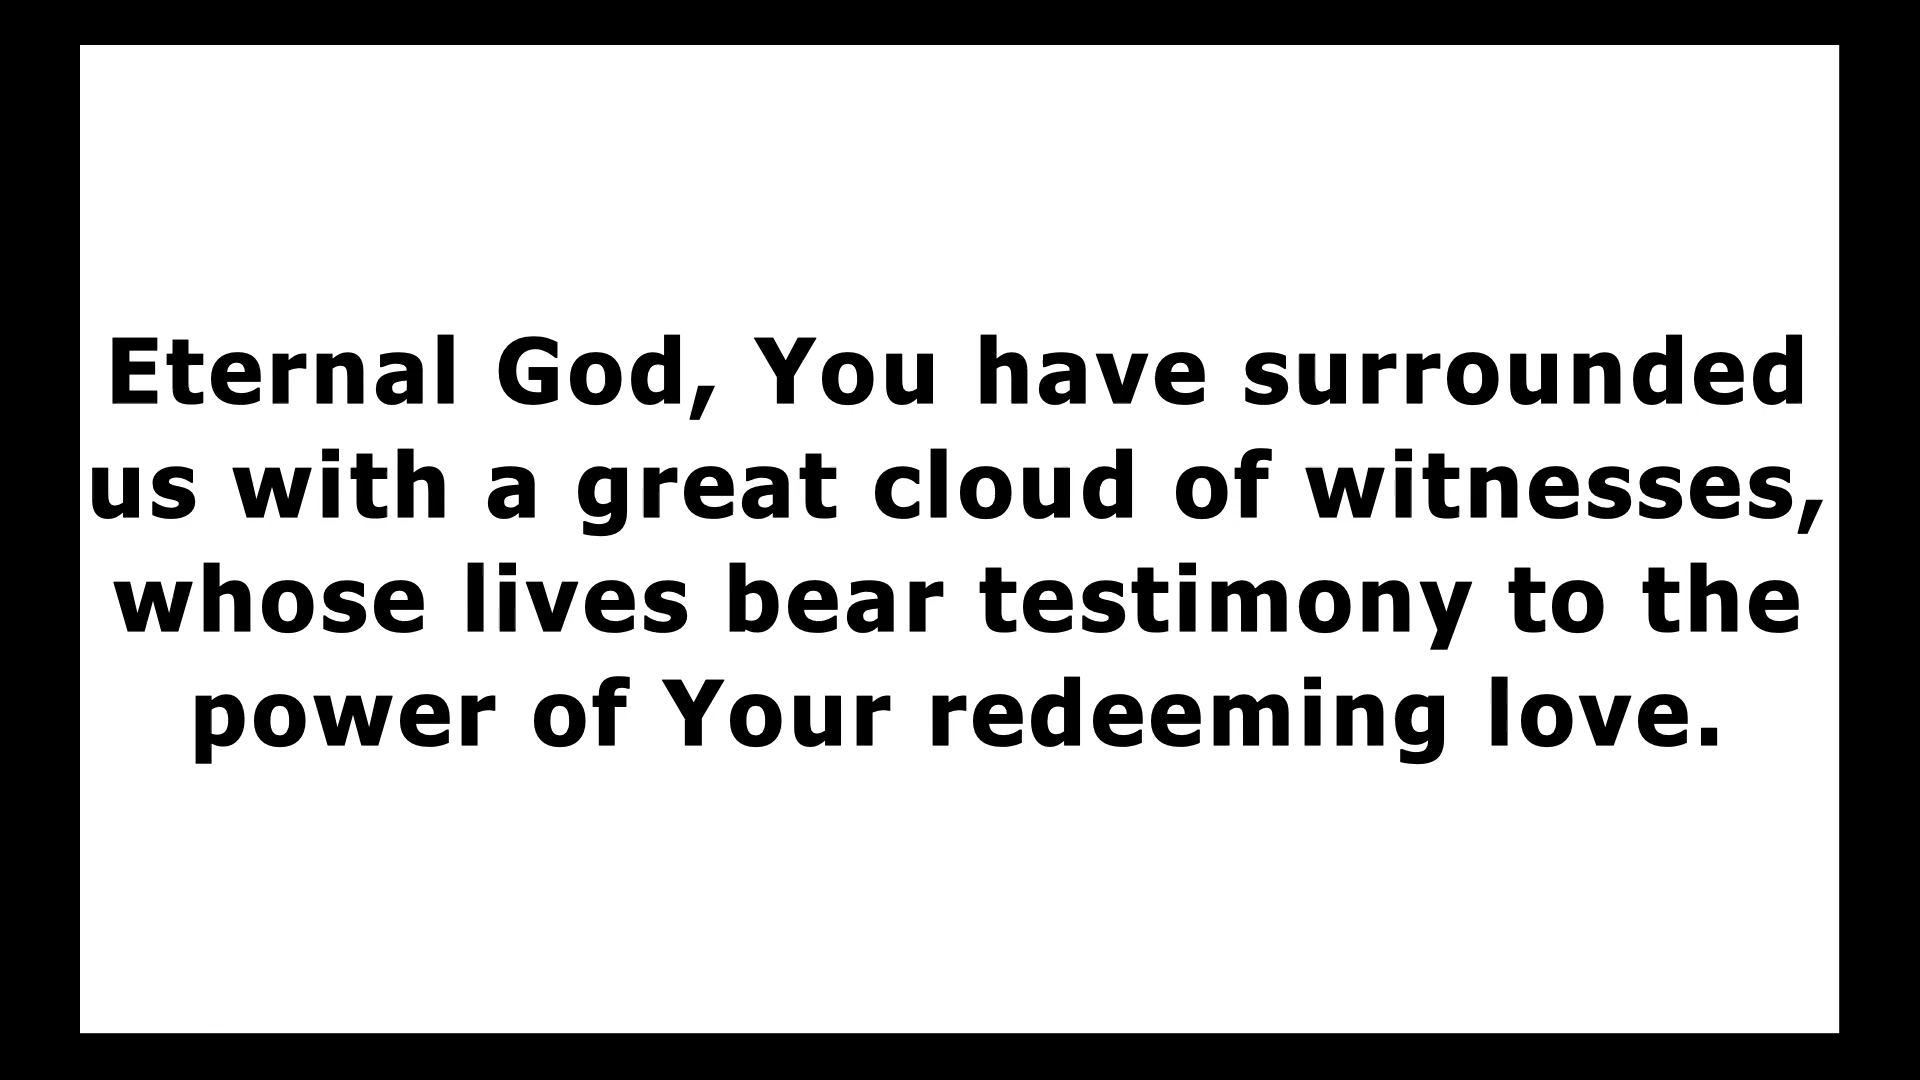 Eternal God, You have surrounded
us with a great cloud of witnesses,
whose lives bear testimony to the
power of Your redeeming love.